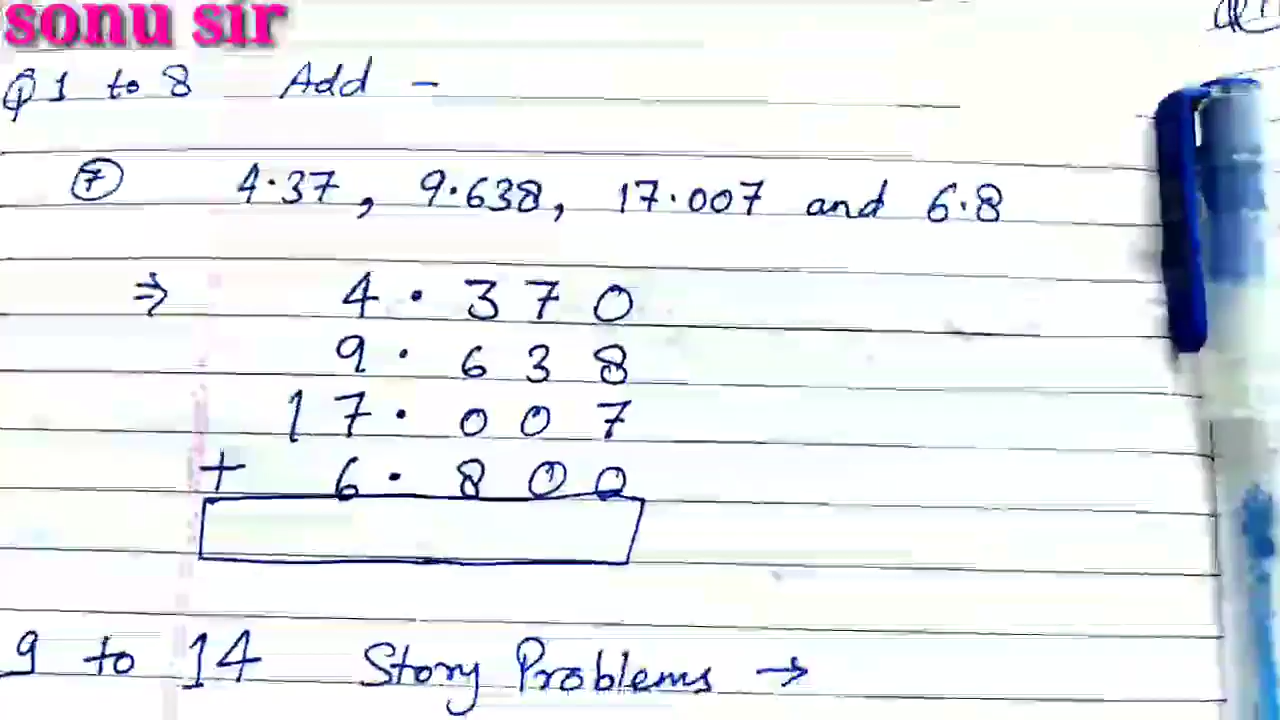 sonu sir
Q1 to 8 Add -
⑦ 4.37, 9.638, 17.007 and 6.8
⇒ 4.370
9.638
17.007
+ 6.800
9 to 14 Story Problems →